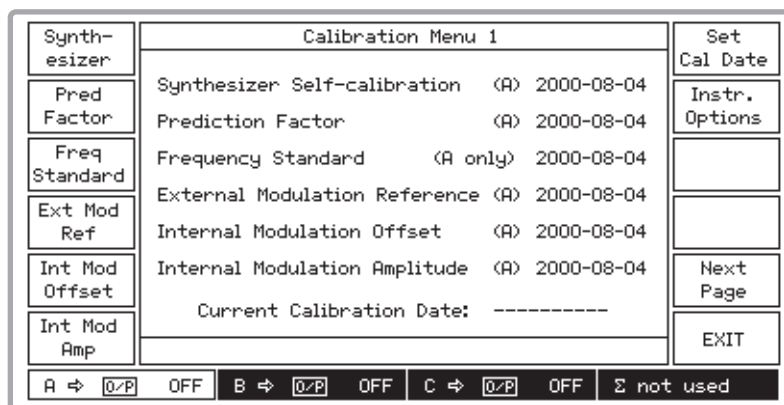 Synth-
esizer
Pred
Factor
Freq
Standard
Ext Mod
Ref
Int Mod
Offset
Int Mod
Amp
Calibration Menu 1
Synthesizer Self-calibration (A) 2000-08-04
Prediction Factor (A) 2000-08-04
Frequency Standard (A only) 2000-08-04
External Modulation Reference (A) 2000-08-04
Internal Modulation Offset (A) 2000-08-04
Internal Modulation Amplitude (A) 2000-08-04
Current Calibration Date: ----------
Set
Cal Date
Instr.
Options
Next
Page
EXIT
A ⇨ O/P OFF B ⇨ O/P OFF C ⇨ O/P OFF Σ not used